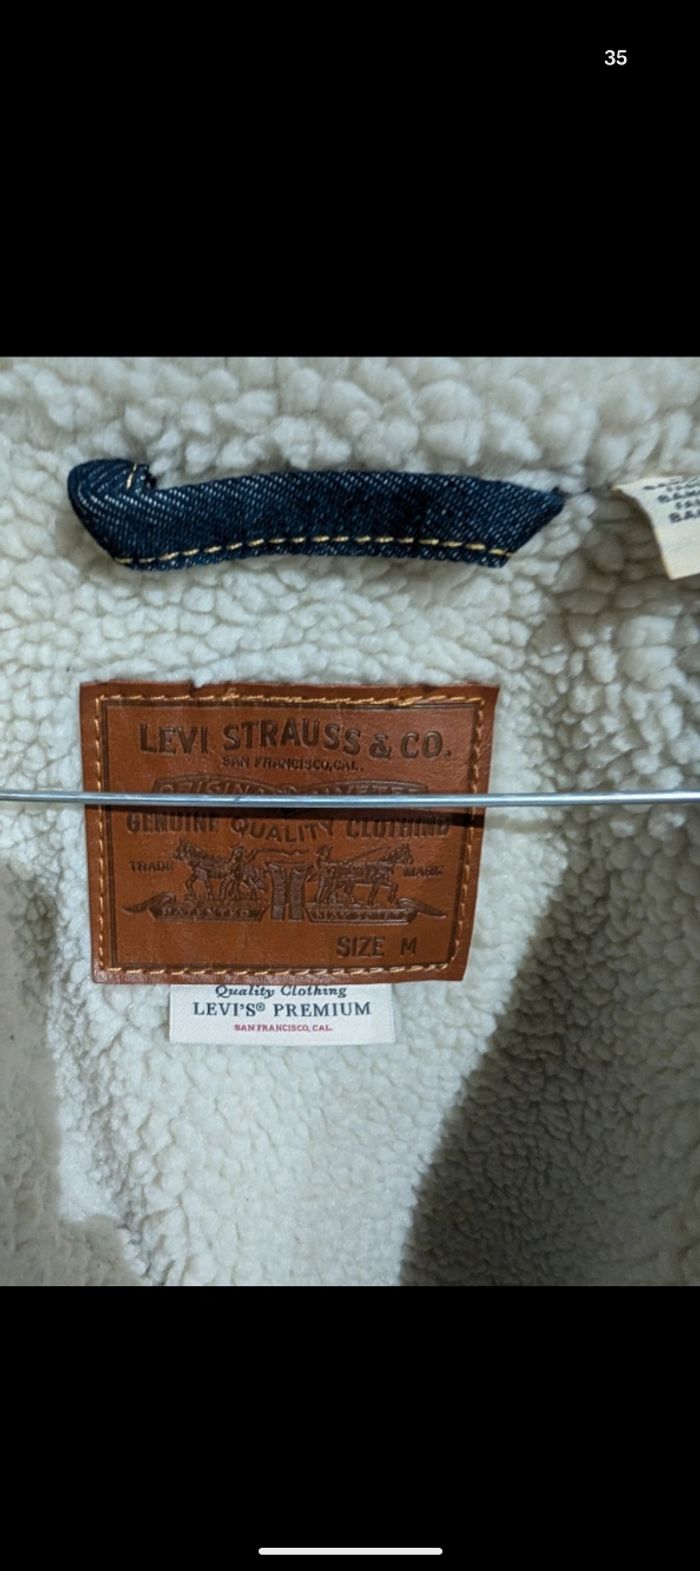 35
LEVI STRAUSS & CO.
SAN FRANCISCO, CAL.
GENUINE QUALITY CLOTHING
TRADE MARK
PATENTED
SIZE M
Quality Clothing
LEVI'S® PREMIUM
SAN FRANCISCO, CAL.